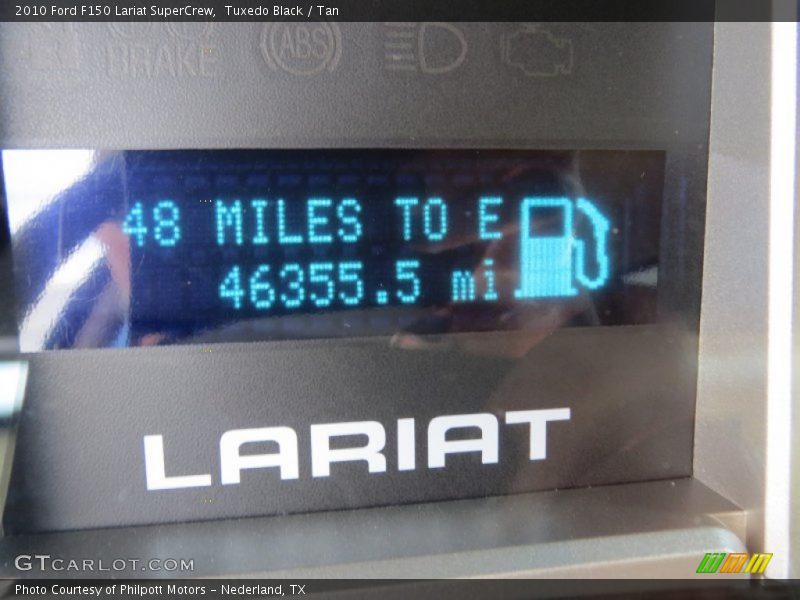 2010 Ford F150 Lariat SuperCrew,  Tuxedo Black / Tan
BRAKE
ABS
48 MILES TO E
46355.5 mi
LARIAT
GTCARLOT.COM
Photo Courtesy of Philpott Motors - Nederland, TX